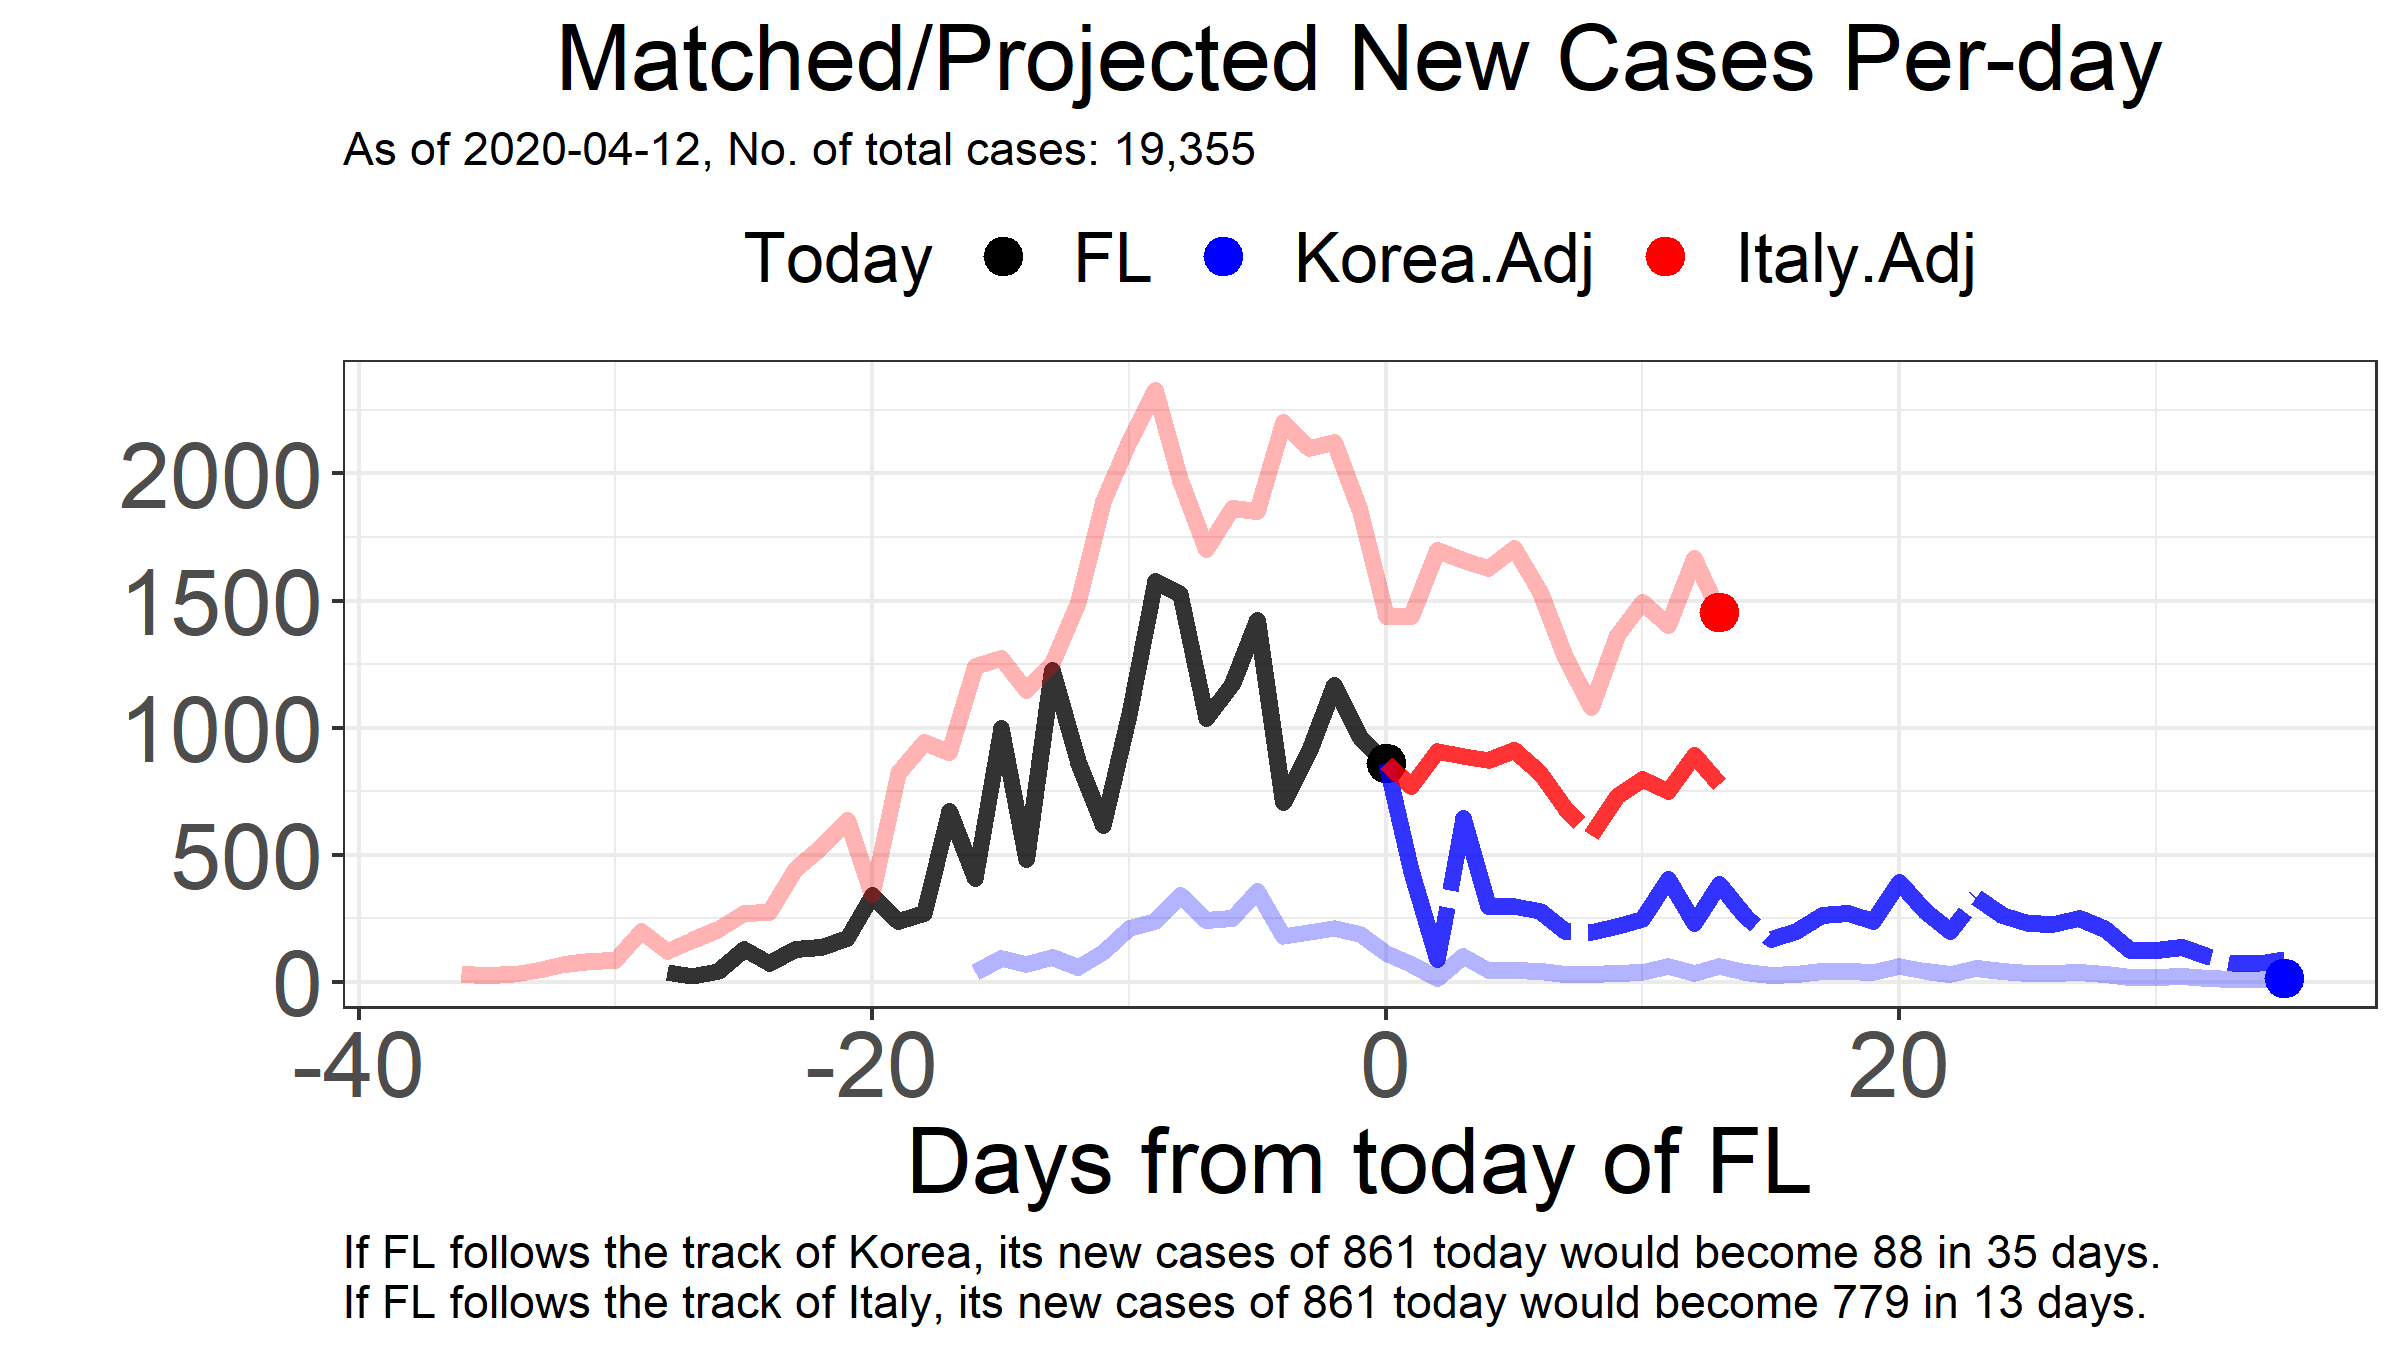 Matched/Projected New Cases Per-day
As of 2020-04-12, No. of total cases: 19,355
Today FL Korea.Adj Italy.Adj
2000
1500
1000
500
0
-40 -20 0 20
Days from today of FL
If FL follows the track of Korea, its new cases of 861 today would become 88 in 35 days.
If FL follows the track of Italy, its new cases of 861 today would become 779 in 13 days.